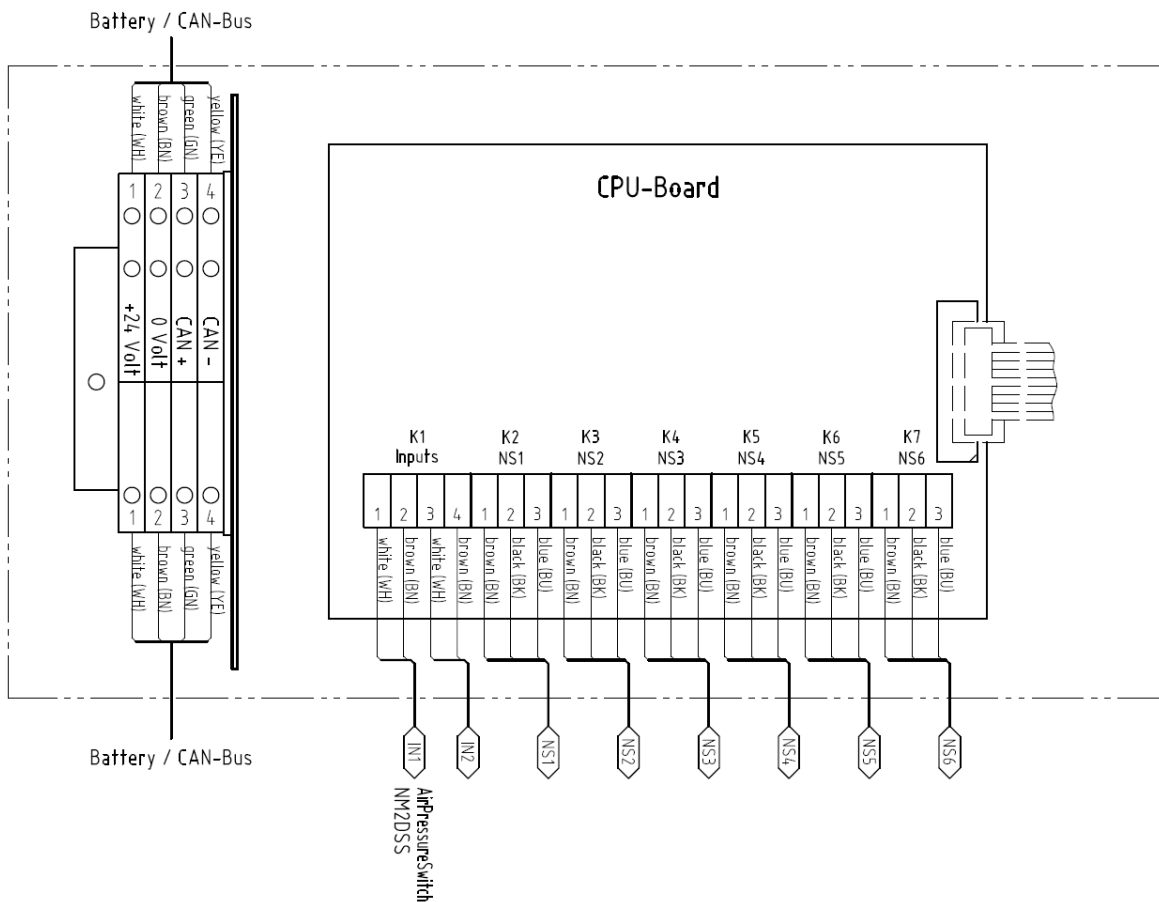 Battery / CAN-Bus
white (WH)
brown (BN)
green (GN)
yellow (YE)
1
2
3
4
+24 Volt
0 Volt
CAN +
CAN -
1
2
3
4
white (WH)
brown (BN)
green (GN)
yellow (YE)
Battery / CAN-Bus
CPU-Board
K1
Inputs
K2
NS1
K3
NS2
K4
NS3
K5
NS4
K6
NS5
K7
NS6
1
2
3
4
1
2
3
1
2
3
1
2
3
1
2
3
1
2
3
1
2
3
white (WH)
brown (BN)
white (WH)
brown (BN)
brown (BN)
black (BK)
blue (BU)
brown (BN)
black (BK)
blue (BU)
brown (BN)
black (BK)
blue (BU)
brown (BN)
black (BK)
blue (BU)
brown (BN)
black (BK)
blue (BU)
brown (BN)
black (BK)
blue (BU)
IN1
IN2
NS1
NS2
NS3
NS4
NS5
NS6
AirPressureSwitch
NM2DSS